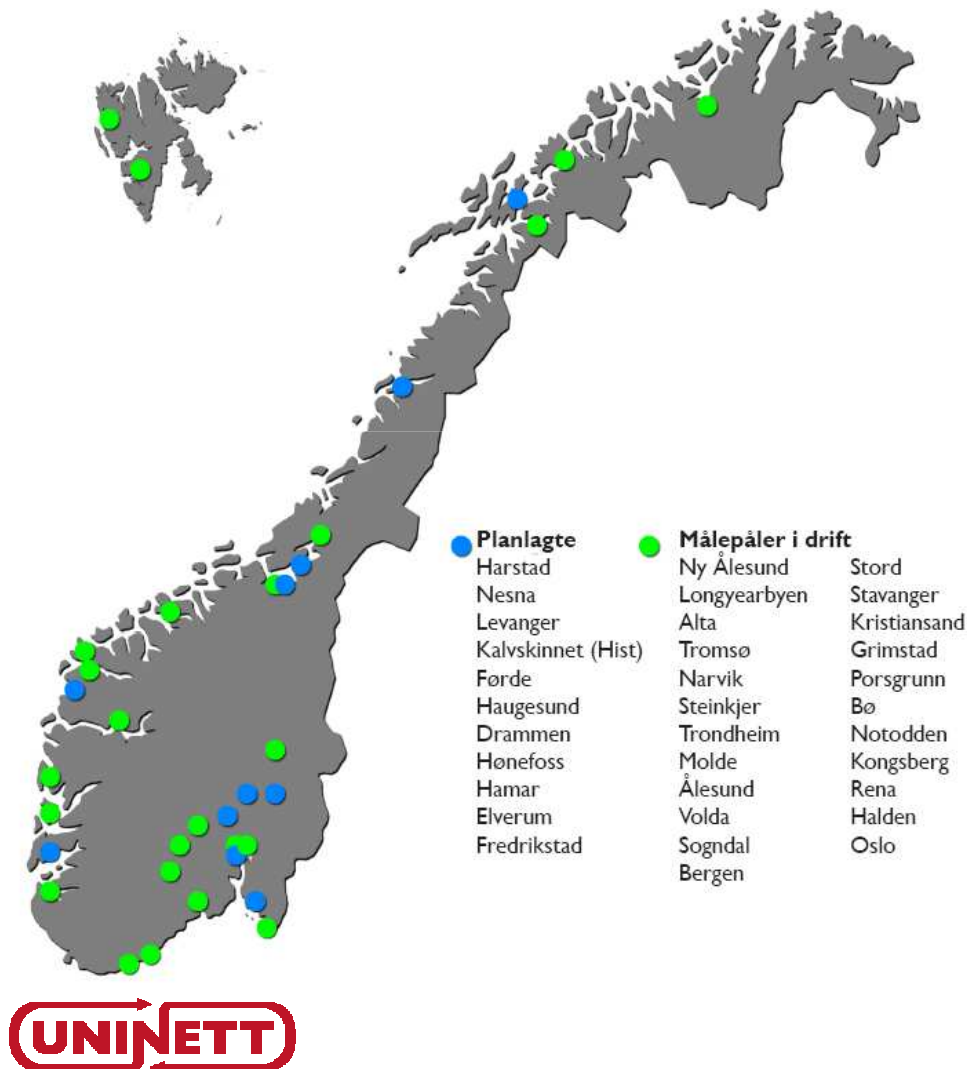 Planlagte
Harstad
Nesna
Levanger
Kalvskinnet (Hist)
Førde
Haugesund
Drammen
Hønefoss
Hamar
Elverum
Fredrikstad
Målepåler i drift
Ny Ålesund
Longyearbyen
Alta
Tromsø
Narvik
Steinkjer
Trondheim
Molde
Ålesund
Volda
Sogndal
Bergen
Stord
Stavanger
Kristiansand
Grimstad
Porsgrunn
Bø
Notodden
Kongsberg
Rena
Halden
Oslo
UNINETT